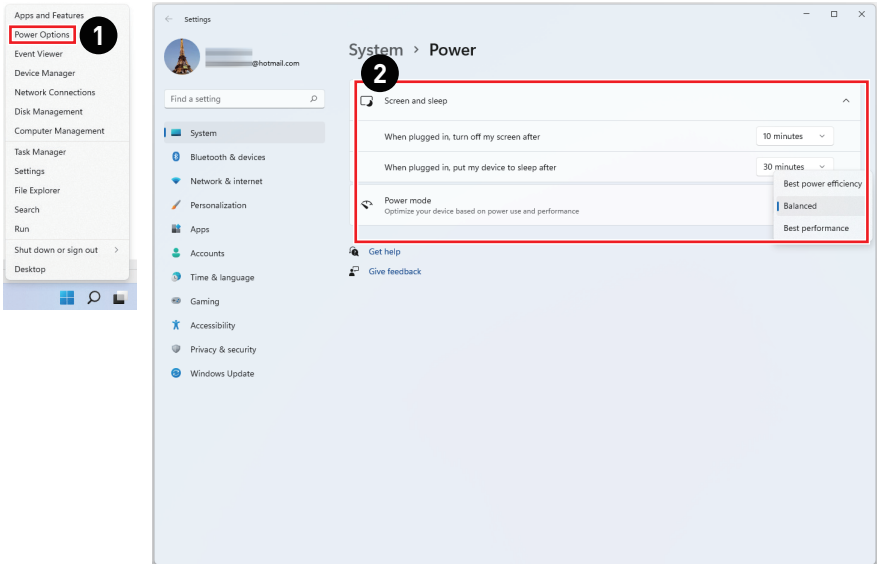 Apps and Features
Power Options
1
Event Viewer
Device Manager
Network Connections
Disk Management
Computer Management
Task Manager
Settings
File Explorer
Search
Run
Shut down or sign out
Desktop
Settings
@hotmail.com
Find a setting
System
Bluetooth & devices
Network & internet
Personalization
Apps
Accounts
Time & language
Gaming
Accessibility
Privacy & security
Windows Update
System > Power
2
Screen and sleep
When plugged in, turn off my screen after
10 minutes
When plugged in, put my device to sleep after
30 minutes
Power mode
Optimize your device based on power use and performance
Best power efficiency
Balanced
Best performance
Get help
Give feedback